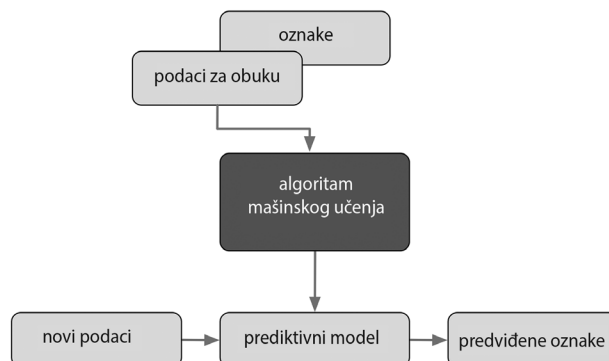 oznake
podaci za obuku
algoritam
mašinskog učenja
novi podaci
prediktivni model
predviđene oznake